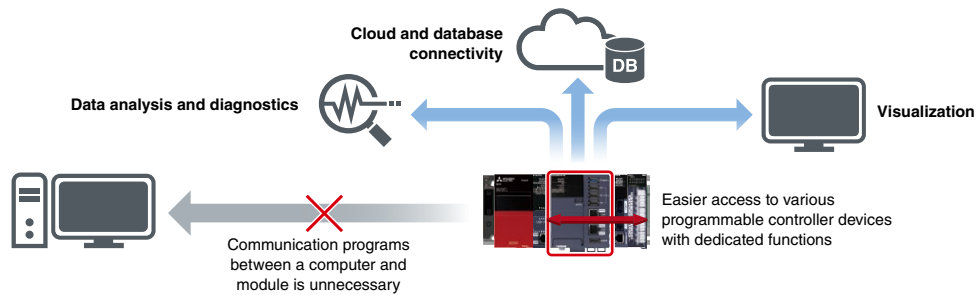 Cloud and database
connectivity
DB
Data analysis and diagnostics
Visualization
Easier access to various
programmable controller devices
with dedicated functions
Communication programs
between a computer and
module is unnecessary